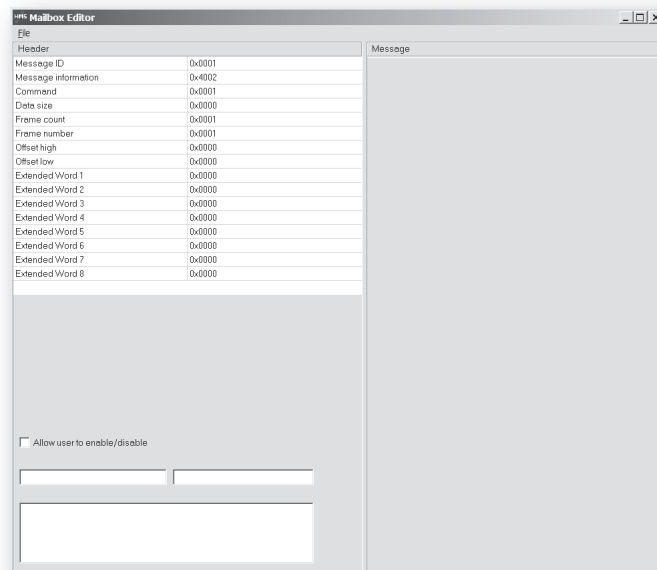 HMS Mailbox Editor
File
Header Message
Message ID 0x0001
Message information 0x4002
Command 0x0001
Data size 0x0000
Frame count 0x0001
Frame number 0x0001
Offset high 0x0000
Offset low 0x0000
Extended Word 1 0x0000
Extended Word 2 0x0000
Extended Word 3 0x0000
Extended Word 4 0x0000
Extended Word 5 0x0000
Extended Word 6 0x0000
Extended Word 7 0x0000
Extended Word 8 0x0000
Allow user to enable/disable